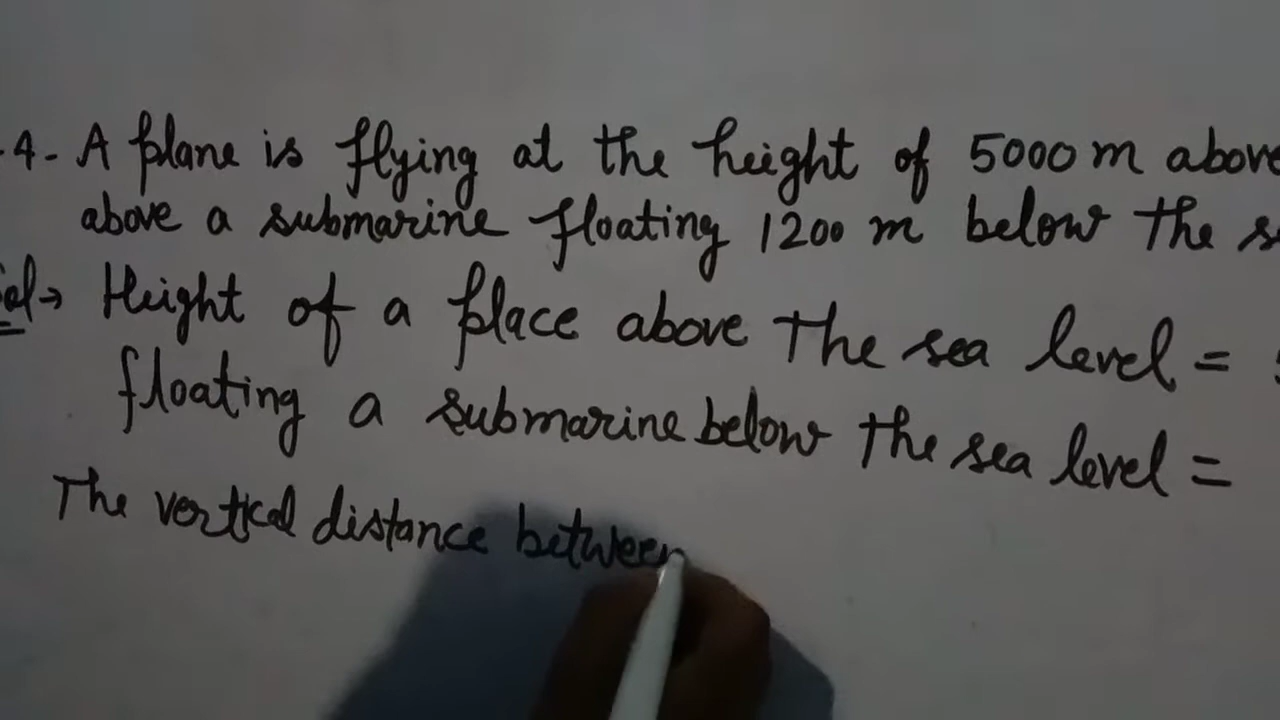 4- A plane is flying at the height of 5000 m above
above a submarine floating 1200 m below the
Height of a place above the sea level =
floating a submarine below the sea level =
The vertical distance between